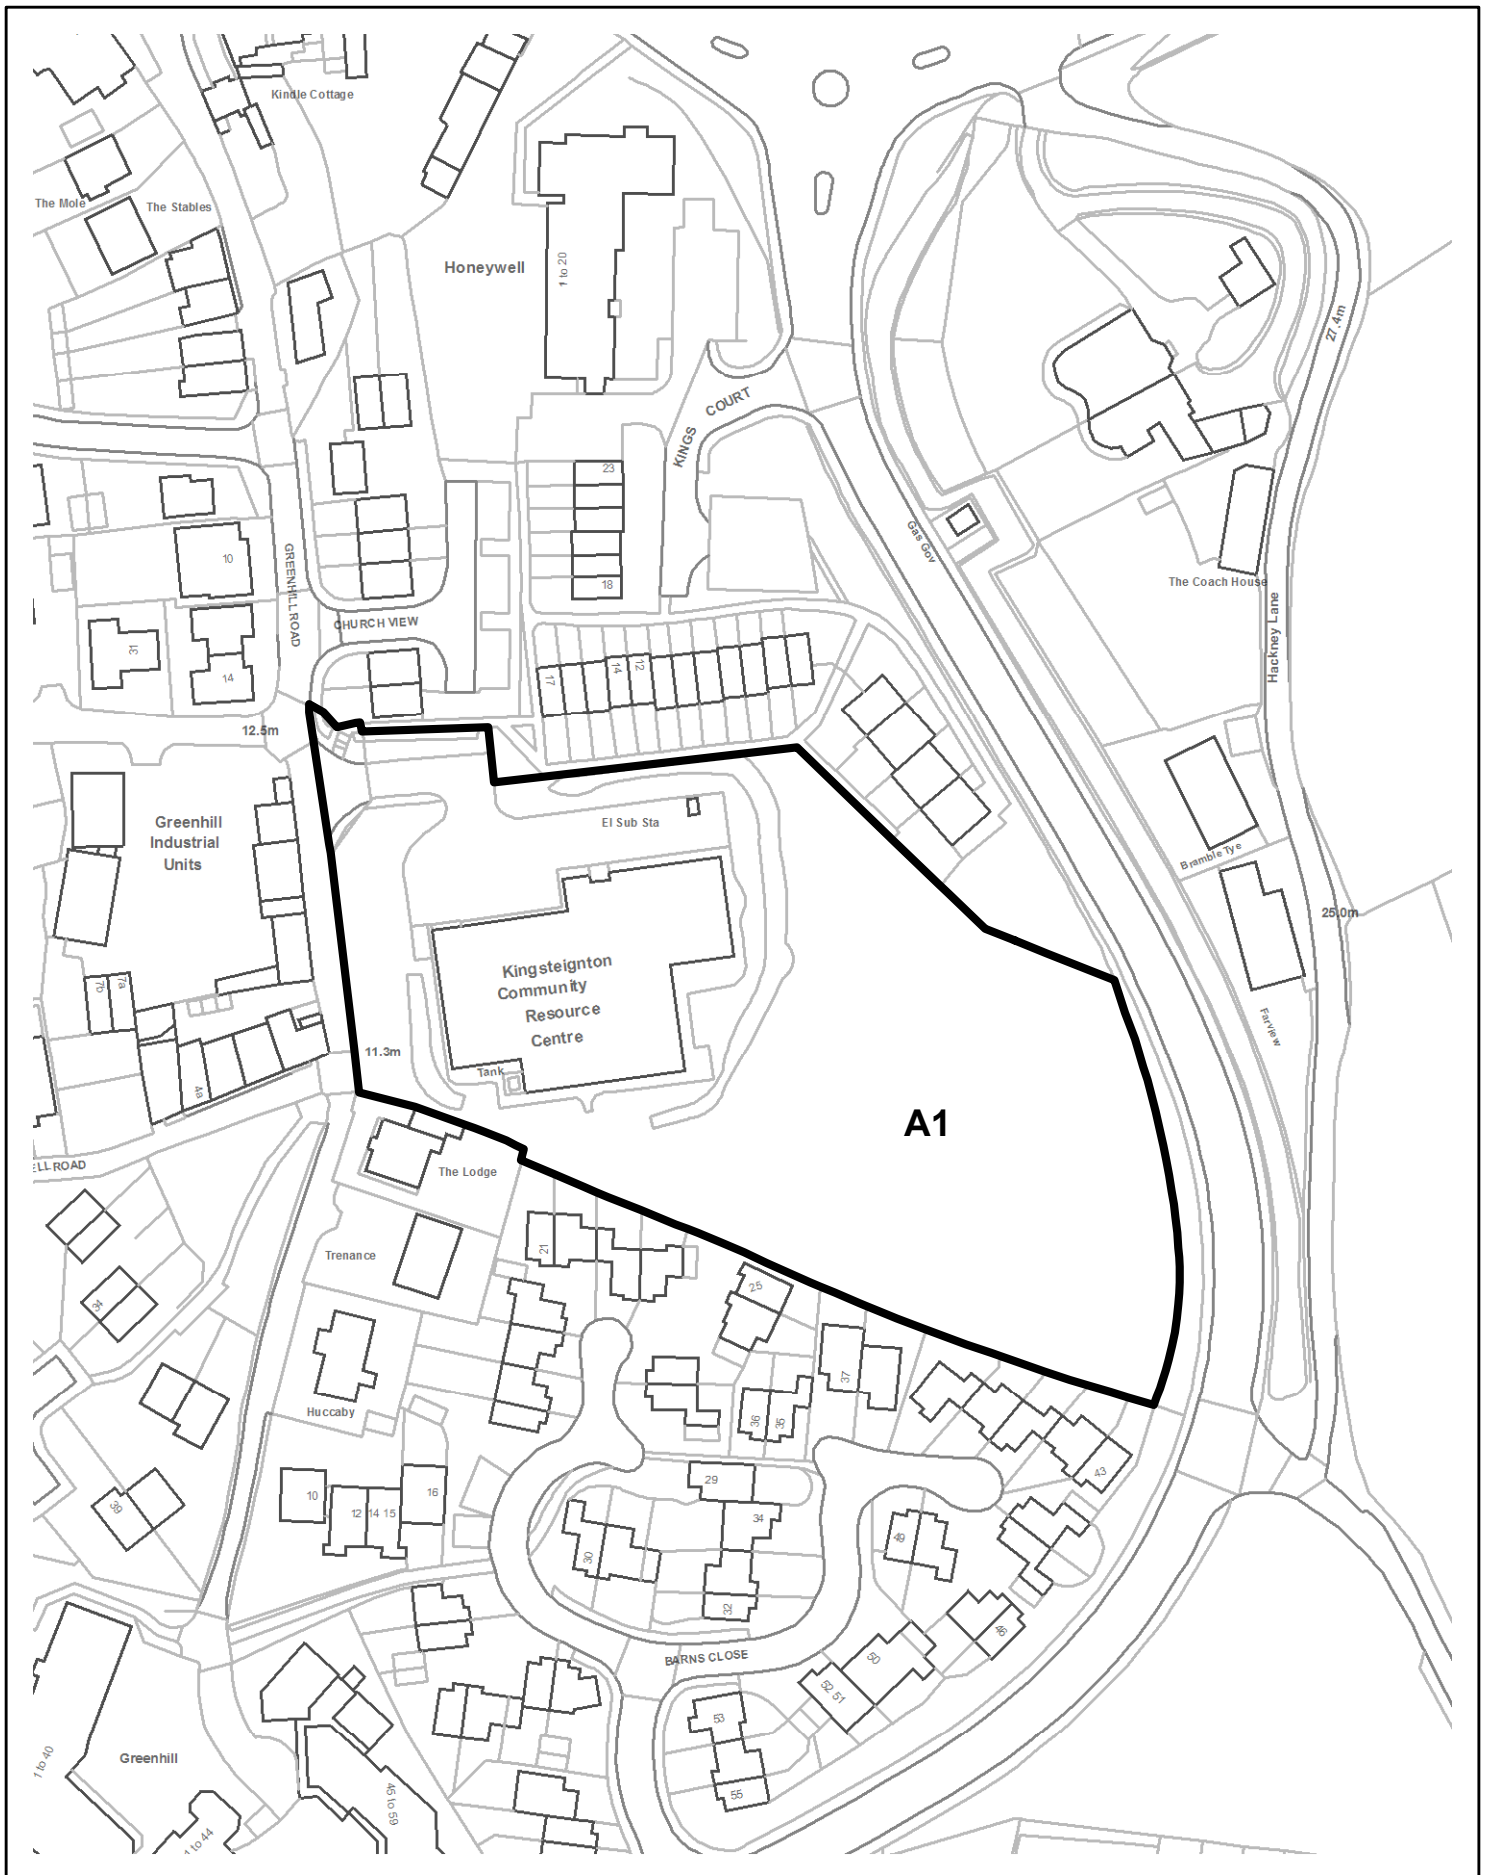 Kindle Cottage
The Mole
The Stables
Honeywell
1 to 20
27.4m
KINGS
COURT
23
18
Gas Gov
The Coach House
Hackney Lane
10
GREENHILL ROAD
CHURCH VIEW
31
14
17
14
12
12.5m
Greenhill
Industrial
Units
El Sub Sta
Bramble Tye
25.0m
Farview
7b
7a
4a
Kingsteignton
Community
Resource
Centre
Tank
11.3m
A1
The Lodge
ELL ROAD
Trenance
21
25
34
37
Huccaby
36
35
43
39
10
12
14
15
16
29
34
30
32
49
46
BARNS CLOSE
50
52
51
53
55
1 to 40
Greenhill
45 to 59
1 to 44